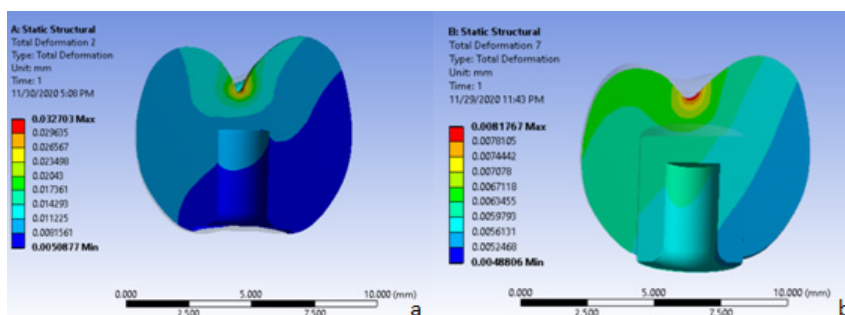 A: Static Structural
Total Deformation 2
Type: Total Deformation
Unit: mm
Time: 1
11/30/2020 5:08 PM
0.032703 Max
0.029635
0.026567
0.023498
0.02043
0.017361
0.014293
0.011225
0.0081561
0.0050877 Min
0.000
5.000
10.000 (mm)
2.500
7.500
a
B: Static Structural
Total Deformation 7
Type: Total Deformation
Unit: mm
Time: 1
11/29/2020 11:43 PM
0.0081767 Max
0.0078105
0.0074442
0.007078
0.0067118
0.0063455
0.0059793
0.0056131
0.0052468
0.0048806 Min
0.000
5.000
10.000 (mm)
2.500
7.500
b